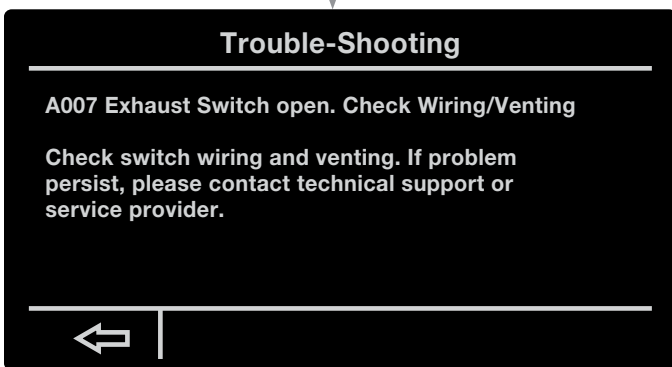 Trouble-Shooting
A007 Exhaust Switch open. Check Wiring/Venting
Check switch wiring and venting. If problem
persist, please contact technical support or
service provider.